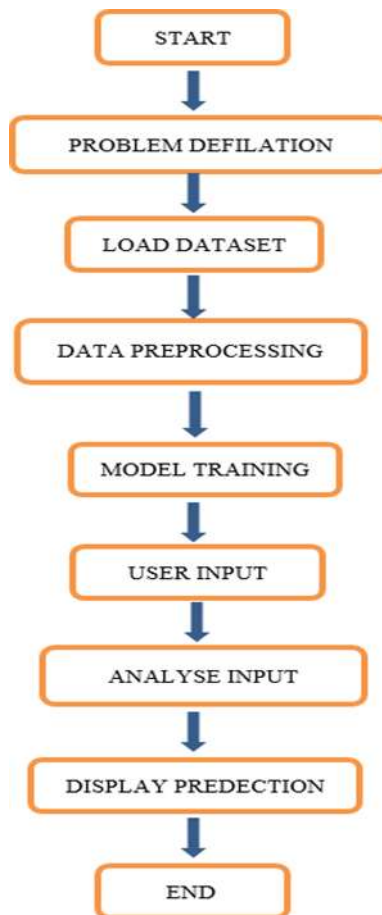 START
PROBLEM DEFILATION
LOAD DATASET
DATA PREPROCESSING
MODEL TRAINING
USER INPUT
ANALYSE INPUT
DISPLAY PREDECTION
END